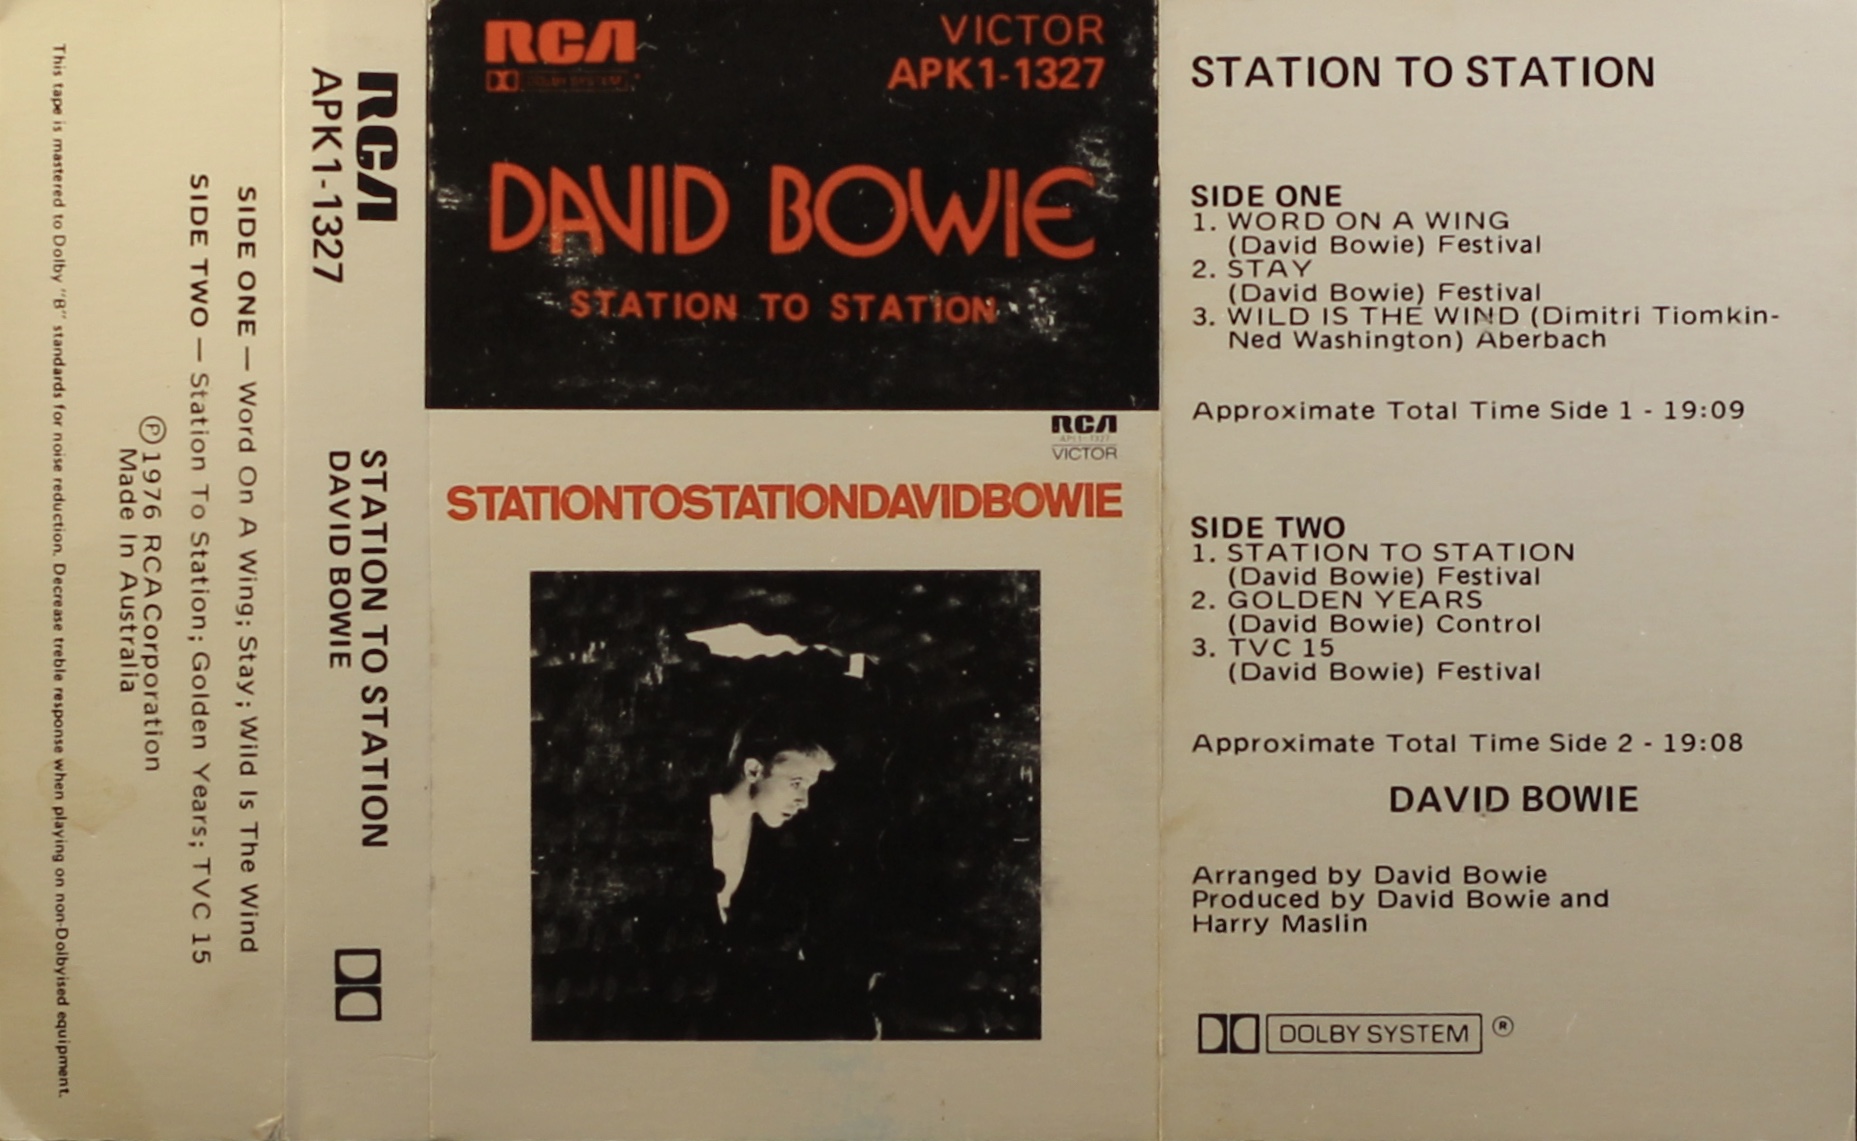 This tape is mastered to Dolby "B" standards for noise reduction. Decrease treble response when playing on non-Dolbyised equipment.
SIDE ONE — Word On A Wing; Stay; Wild Is The Wind
SIDE TWO — Station To Station; Golden Years; TVC 15
Ⓟ1976 RCA Corporation
Made In Australia
RCA
APK1-1327
STATION TO STATION
DAVID BOWIE
RCA
DOLBY SYSTEM
VICTOR
APK1-1327
DAVID BOWIE
STATION TO STATION
RCA
APK1-1327
VICTOR
STATIONTOSTATIONDAVIDBOWIE
STATION TO STATION
SIDE ONE
1. WORD ON A WING
(David Bowie) Festival
2. STAY
(David Bowie) Festival
3. WILD IS THE WIND (Dimitri Tiomkin-
Ned Washington) Aberbach
Approximate Total Time Side 1 - 19:09
SIDE TWO
1. STATION TO STATION
(David Bowie) Festival
2. GOLDEN YEARS
(David Bowie) Control
3. TVC 15
(David Bowie) Festival
Approximate Total Time Side 2 - 19:08
DAVID BOWIE
Arranged by David Bowie
Produced by David Bowie and
Harry Maslin
DOLBY SYSTEM ®